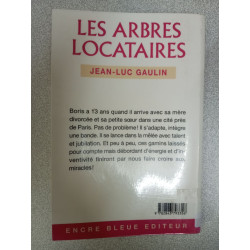 LES ARBRES
LOCATAIRES
JEAN-LUC GAULIN
Boris a 13 ans quand il arrive avec sa mère
divorcée et sa petite sœur dans une cité près
de Paris. Pas de problème! Il s'adapte, intègre
une bande. Il se lance dans la mêlée avec talent
et jubilation. Et peu à peu, ces gamins laissés
pour compte mais débordant d'énergie et d'in-
ventivité finiront par nous faire croire aux
miracles!
ENCRE BLEUE EDITEUR